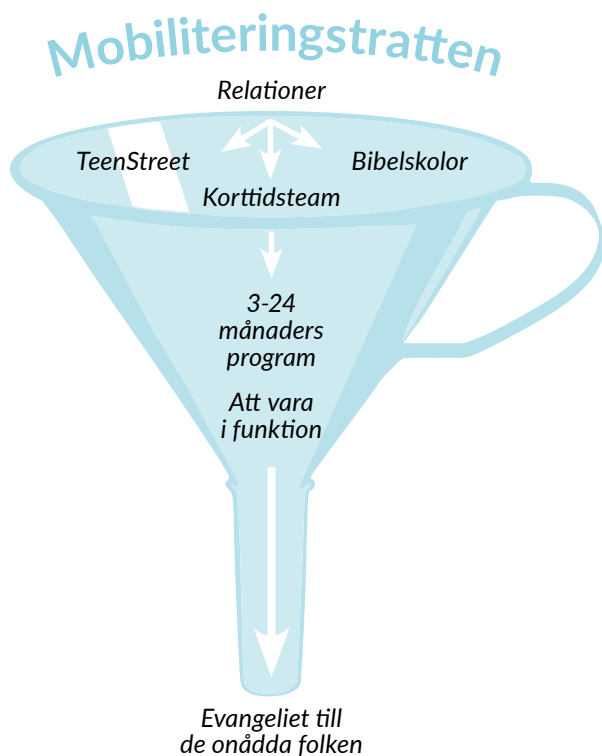 Mobiliteringstratten
Relationer
TeenStreet
Bibelskolor
Korttidsteam
3-24
månaders
program
Att vara
i funktion
Evangeliet till
de onådda folken